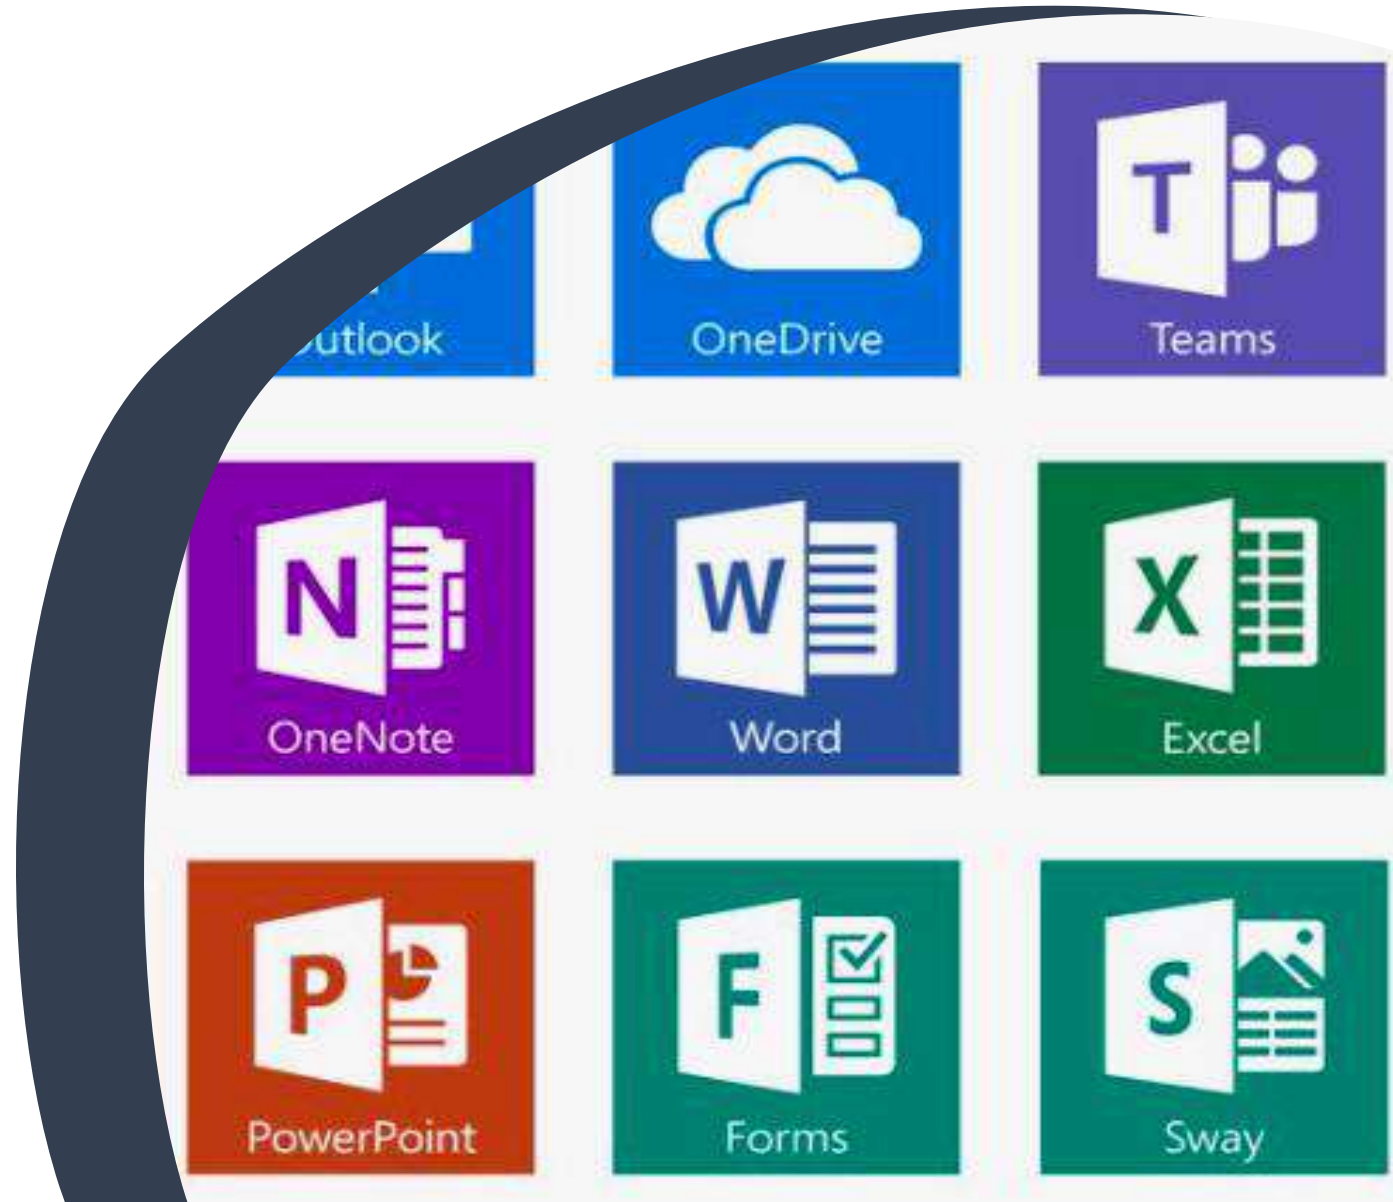 utlook
OneDrive
T
Teams
N
OneNote
W
Word
X
Excel
P
PowerPoint
F
Forms
S
Sway